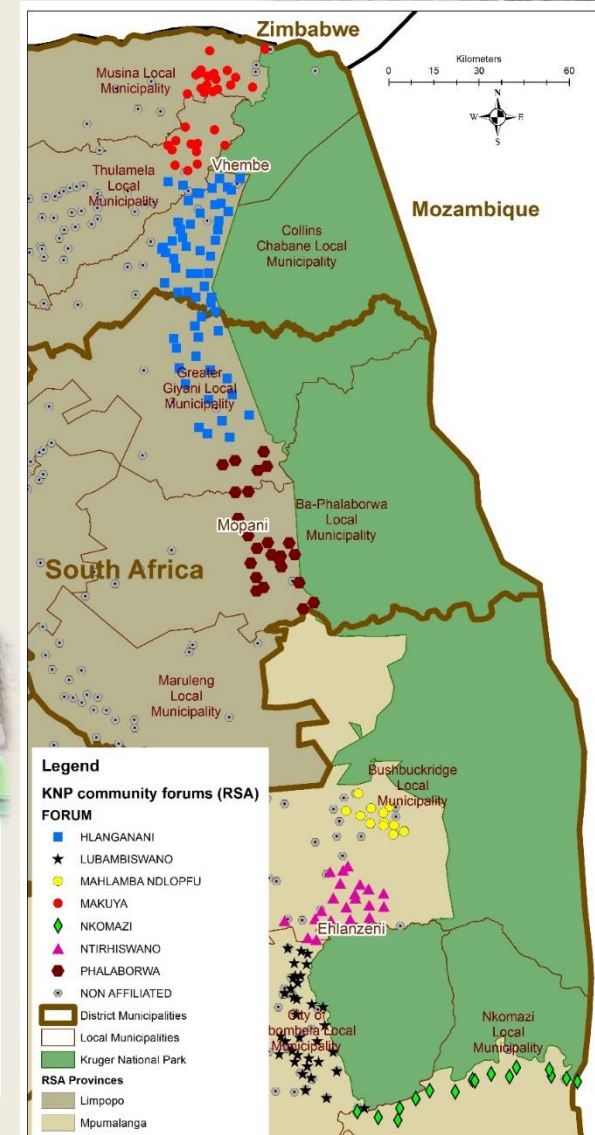 Zimbabwe
Kilometers
0 15 30 60
N
W E
S
Musina Local
Municipality
Thulamela
Local
Municipality
Vhembe
Mozambique
Collins
Chabane Local
Municipality
Greater
Giyani Local
Municipality
Ba-Phalaborwa
Local
Municipality
Mopani
South Africa
Maruleng
Local
Municipality
Bushbuckridge
Local
Municipality
Ehlanzeni
City of
bombela Local
Municipality
Nkomazi
Local
Municipality
Legend
KNP community forums (RSA)
FORUM
HLANGANANI
LUBAMBISWANO
MAHLAMBA NDLOPFU
MAKUYA
NKOMAZI
NTIRHISWANO
PHALABORWA
NON AFFILIATED
District Municipalities
Local Municipalities
Kruger National Park
RSA Provinces
Limpopo
Mpumalanga